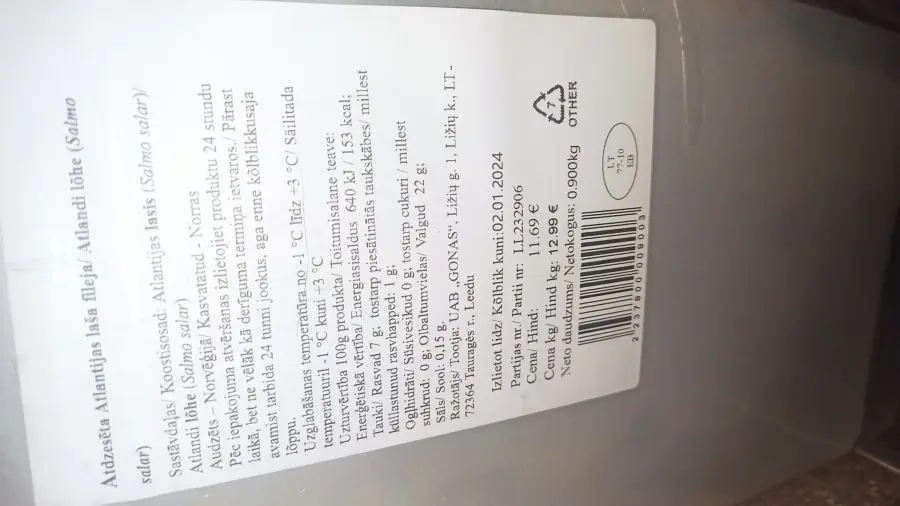 Atdzesēta Atlantijas laša fileja/ Atlandi lõhe (Salmo
salar)
Sastāvdaļas/ Koostisosad: Atlantijas lasis (Salmo salar)/
Atlandi lõhe (Salmo salar)
Audzēts – Norvēģijā/ Kasvatatud - Norras
Pēc iepakojuma atvēršanas izlietojiet produktu 24 stundu
laikā, bet ne vēlāk kā derīguma termiņa ietvaros./ Pärast
avamist tarbida 24 tunni jooksul, aga enne kõlblikkusaja
lõppu.
Uzglabāšanas temperatūra no -1 °C līdz +3 °C/ Säilitada
temperatuuril -1 °C kuni +3 °C
Uzturvērtība 100g produkta/ Toitumisalane teave:
Enerģētiskā vērtība/ Energiasisaldus 640 kJ / 153 kcal;
Tauki/ Rasvad 7 g; tostarp piesātinātās taukskābes/ millest
küllastunud rasvhapped: 1 g;
Ogļhidrāti/ Süsivesikud 0 g; tostarp cukuri / millest
suhkrud: 0 g; Olbaltumvielas/ Valgud 22 g;
Sāls/ Sool: 0,15 g.
Ražotājs/ Tootja: UAB „GONAS“, Ližių g. 1, Ližių k., LT-
72364 Tauragės r., Leedu
Izlietot līdz/ Kõlblik kuni:02.01.2024
Partijas nr./ Partii nr: LL232906
Cena/ Hind: 11.69 €
Cena kg/ Hind kg: 12.99 €
Neto daudzums/ Netokogus: 0.900kg
7
OTHER
LT
77-10
EB
2237800009003